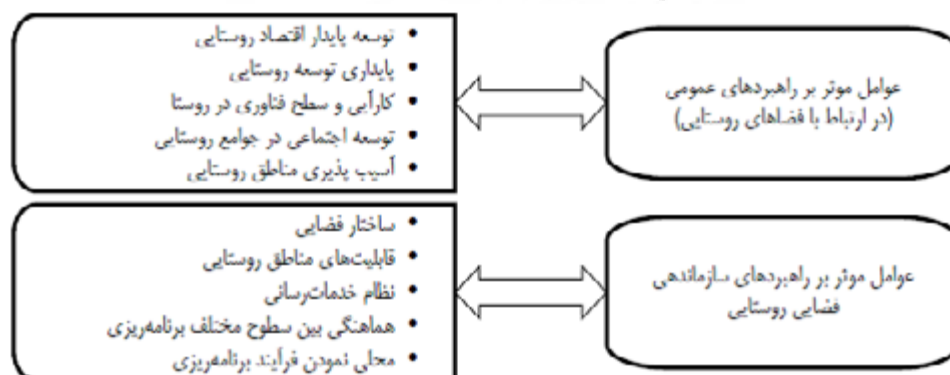 عوامل موثر بر راهبردهای عمومی
(در ارتباط با فضاهای روستایی)
• توسعه پایدار اقتصاد روستایی
• پایداری توسعه روستایی
• کارآیی و سطح فناوری در روستا
• توسعه اجتماعی در جوامع روستایی
• آسیب پذیری مناطق روستایی
عوامل موثر بر راهبردهای سازماندهی
فضایی روستایی
• ساختار فضایی
• قابلیت‌های مناطق روستایی
• نظام خدمات‌رسانی
• هماهنگی بین سطوح مختلف برنامه‌ریزی
• محلی نمودن فرآیند برنامه‌ریزی